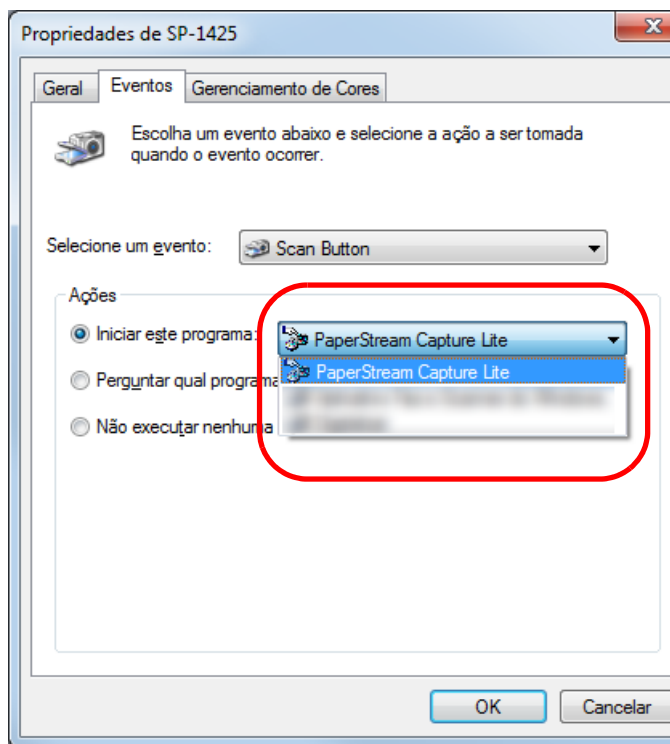 Propriedades de SP-1425
Geral Eventos Gerenciamento de Cores
Escolha um evento abaixo e selecione a ação a ser tomada
quando o evento ocorrer.
Selecione um evento: Scan Button
Ações
Iniciar este programa: PaperStream Capture Lite
PaperStream Capture Lite
Perguntar qual programa
Não executar nenhuma
OK Cancelar